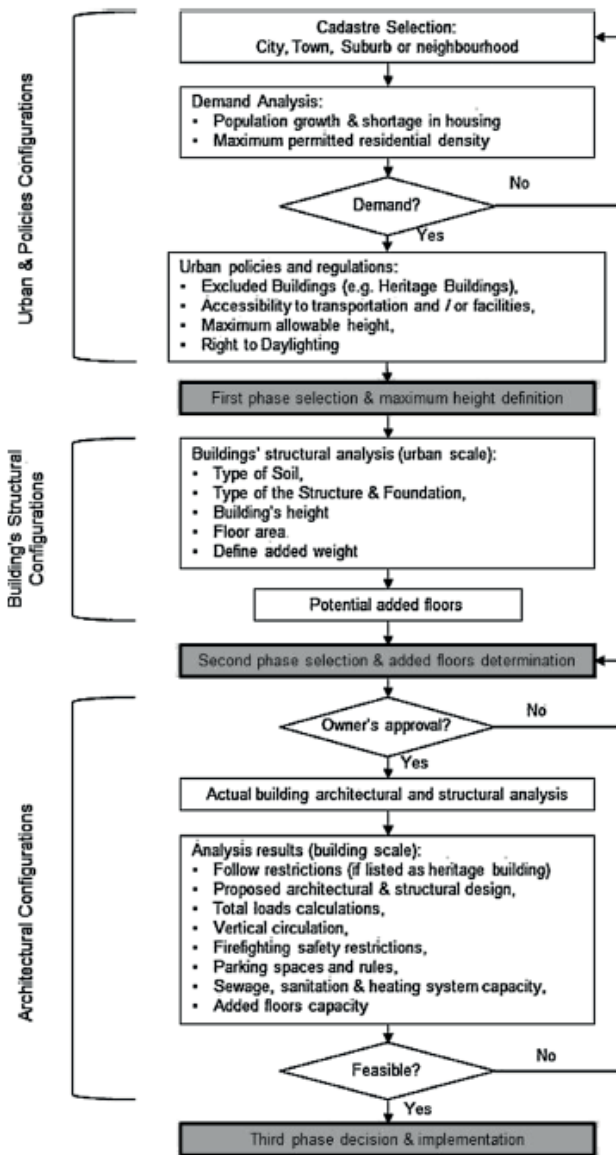 Urban & Policies Configurations
Cadastre Selection:
City, Town, Suburb or neighbourhood
Demand Analysis:
▪ Population growth & shortage in housing
▪ Maximum permitted residential density
Demand?
No
Yes
Urban policies and regulations:
▪ Excluded Buildings (e.g. Heritage Buildings),
▪ Accessibility to transportation and / or facilities,
▪ Maximum allowable height,
▪ Right to Daylighting
First phase selection & maximum height definition
Building's Structural
Configurations
Buildings' structural analysis (urban scale):
▪ Type of Soil,
▪ Type of the Structure & Foundation,
▪ Building's height
▪ Floor area.
▪ Define added weight
Potential added floors
Second phase selection & added floors determination
Architectural Configurations
Owner's approval?
No
Yes
Actual building architectural and structural analysis
Analysis results (building scale):
▪ Follow restrictions (if listed as heritage building)
▪ Proposed architectural & structural design,
▪ Total loads calculations,
▪ Vertical circulation,
▪ Firefighting safety restrictions,
▪ Parking spaces and rules,
▪ Sewage, sanitation & heating system capacity,
▪ Added floors capacity
Feasible?
No
Yes
Third phase decision & implementation